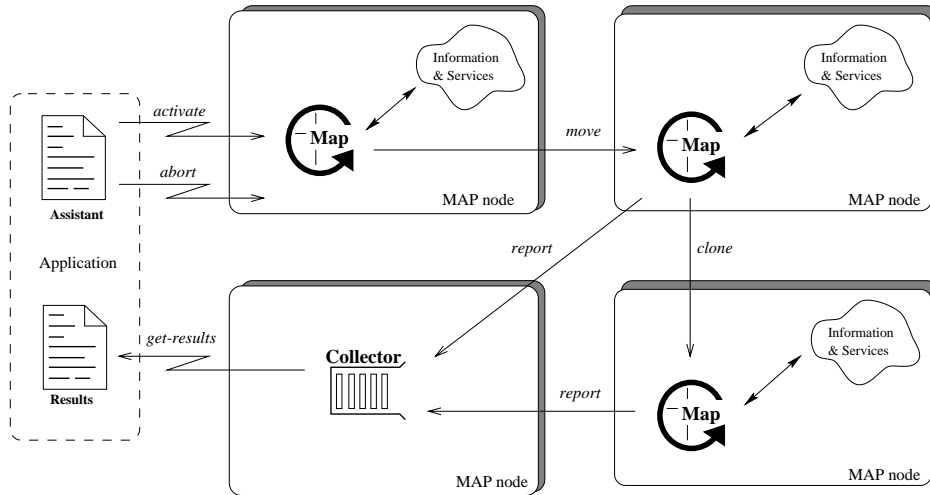 Information
& Services
Map
MAP node
Information
& Services
Map
MAP node
activate
abort
move
Assistant
Application
Results
report
clone
get-results
Collector
MAP node
report
Information
& Services
Map
MAP node